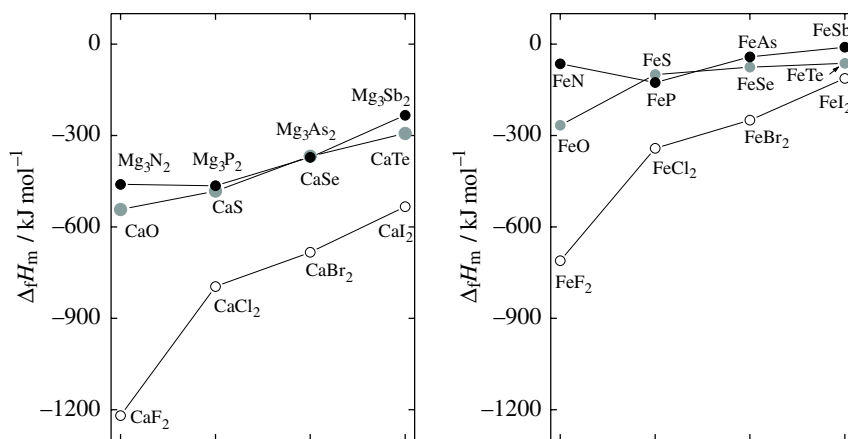 0
−300
−600
−900
−1200
Δ_fH_m / kJ mol⁻¹
Mg₃N₂
Mg₃P₂
Mg₃As₂
Mg₃Sb₂
CaO
CaS
CaSe
CaTe
CaF₂
CaCl₂
CaBr₂
CaI₂
0
−300
−600
−900
−1200
Δ_fH_m / kJ mol⁻¹
FeN
FeP
FeAs
FeSb
FeO
FeS
FeSe
FeTe
FeF₂
FeCl₂
FeBr₂
FeI₂